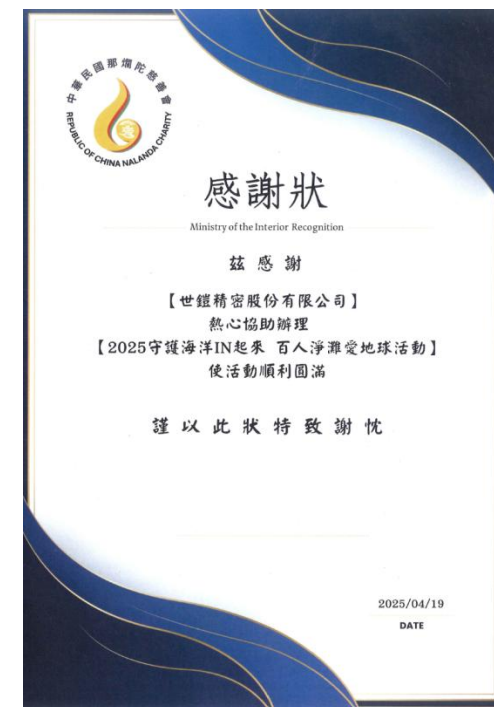 中華民國那爛陀慈善會
REPUBLIC OF CHINA NALANDA CHARITY
感謝狀
Ministry of the Interior Recognition
茲感謝
【世鎧精密股份有限公司】
熱心協助辦理
【2025守護海洋IN起來 百人淨灘愛地球活動】
使活動順利圓滿
謹以此狀特致謝忱
2025/04/19
DATE